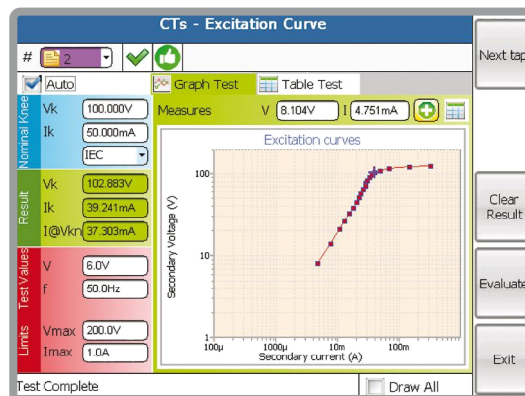 CTs - Excitation Curve
# 2
Next tap
Auto
Graph Test
Table Test
Nominal Knee
Vk 100.000V
Ik 50.000mA
IEC
Measures V 8.104V I 4.751mA
Excitation curves
Result
Vk 102.883V
Ik 39.241mA
I@Vkn 37.303mA
Clear
Result
Test Values
V 6.0V
f 50.0Hz
Evaluate
Limits
Vmax 200.0V
Imax 1.0A
Secondary Voltage (V)
100
10
1
100μ 1000μ 10m 100m
Secondary current (A)
Exit
Test Complete
Draw All